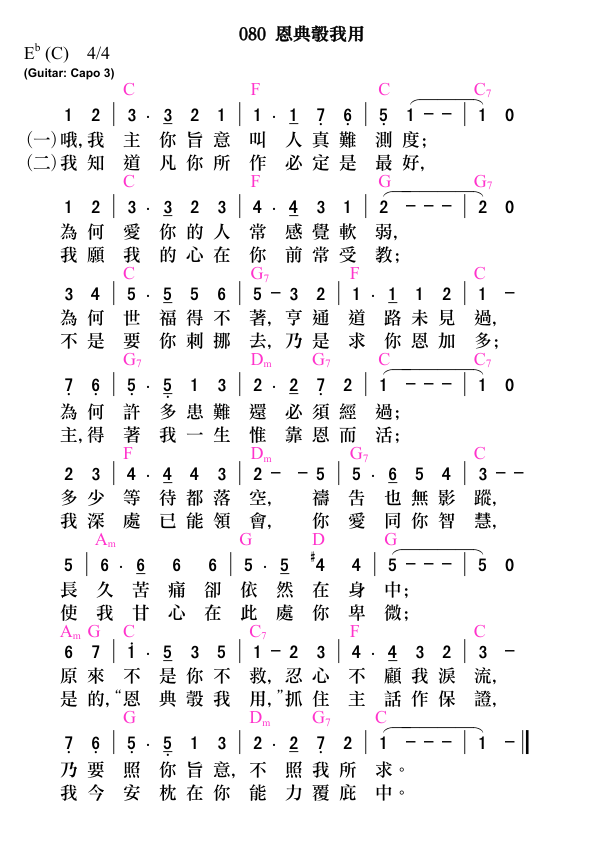 080 恩典彀我用
E♭ (C) 4/4
(Guitar: Capo 3)
C F C C7
1 2 | 3 . 3 2 1 | 1 . 1 7 6 | 5 1 - - | 1 0
(一)哦,我 主 你 旨 意 叫 人 真 難 測 度;
(二)我 知 道 凡 你 所 作 必 定 是 最 好,
C F G G7
1 2 | 3 . 3 2 3 | 4 . 4 3 1 | 2 - - - | 2 0
為 何 愛 你 的 人 常 感 覺 軟 弱,
我 願 我 的 心 在 你 前 常 受 教;
C G7 F C
3 4 | 5 . 5 5 6 | 5 - 3 2 | 1 . 1 1 2 | 1 -
為 何 世 福 得 不 著, 亨 通 道 路 未 見 過,
不 是 要 你 刺 挪 去, 乃 是 求 你 恩 加 多;
G7 Dm G7 C C7
7 6 | 5 . 5 1 3 | 2 . 2 7 2 | 1 - - - | 1 0
為 何 許 多 患 難 還 必 須 經 過;
主,得 著 我 一 生 惟 靠 恩 而 活;
F Dm G7 C
2 3 | 4 . 4 4 3 | 2 - - 5 | 5 . 6 5 4 | 3 - -
多 少 等 待 都 落 空, 禱 告 也 無 影 蹤,
我 深 處 已 能 領 會, 你 愛 同 你 智 慧,
Am G D G
5 | 6 . 6 6 6 | 5 . 5 #4 4 | 5 - - - | 5 0
長 久 苦 痛 卻 依 然 在 身 中;
使 我 甘 心 在 此 處 你 卑 微;
Am G C C7 F C
6 7 | 1 . 5 3 5 | 1 - 2 3 | 4 . 4 3 2 | 3 -
原 來 不 是 你 不 救, 忍 心 不 顧 我 淚 流,
是 的,“恩 典 彀 我 用,”抓 住 主 話 作 保 證,
G Dm G7 C
7 6 | 5 . 5 1 3 | 2 . 2 7 2 | 1 - - - | 1 - ‖
乃 要 照 你 旨 意, 不 照 我 所 求。
我 今 安 枕 在 你 能 力 覆 庇 中。